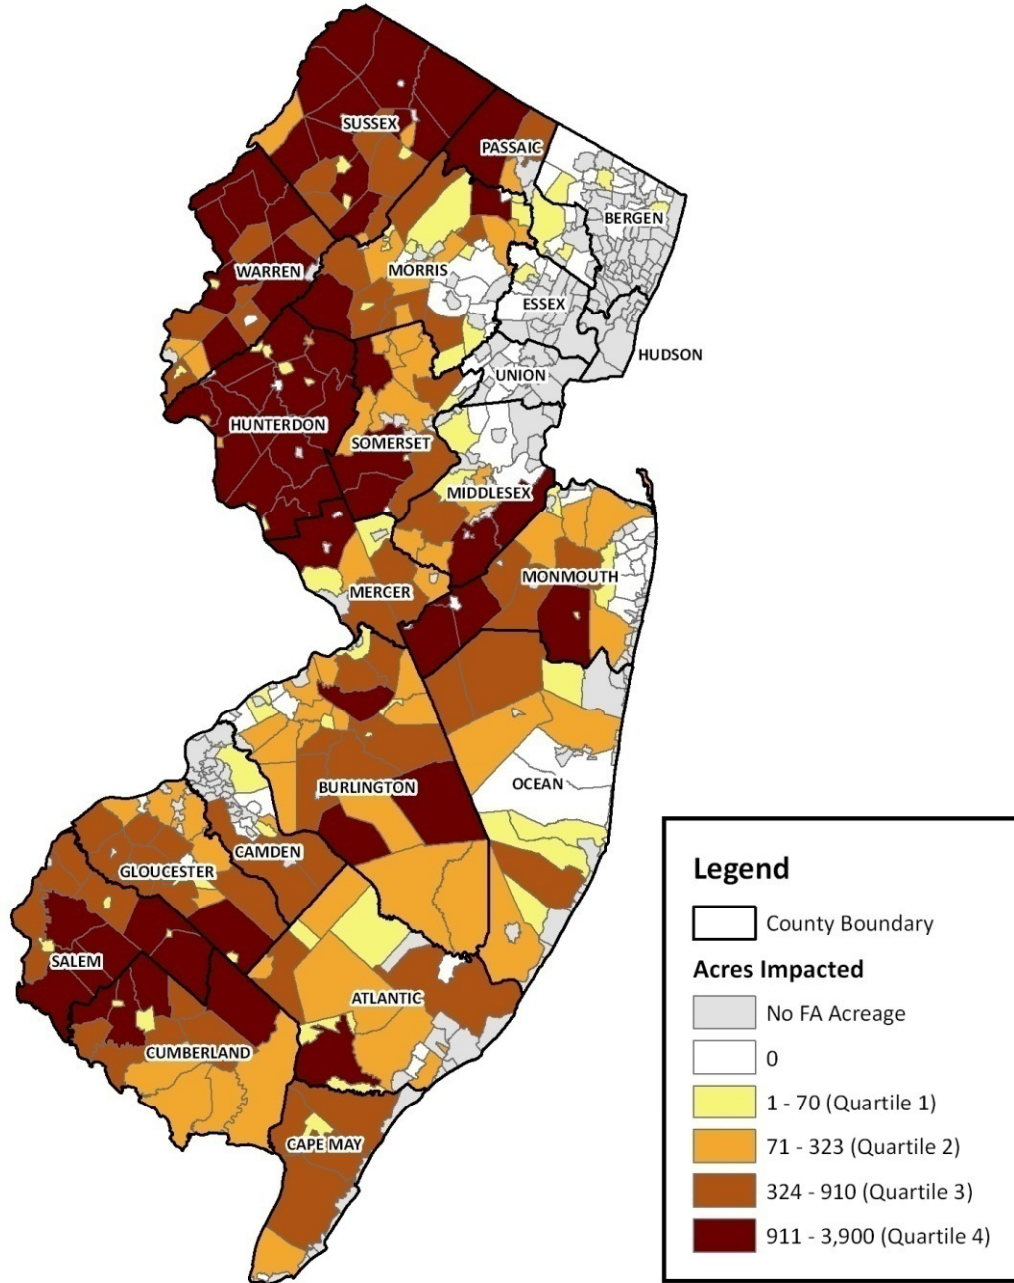 SUSSEX
PASSAIC
BERGEN
WARREN
MORRIS
ESSEX
HUDSON
UNION
HUNTERDON
SOMERSET
MIDDLESEX
MONMOUTH
MERCER
OCEAN
BURLINGTON
CAMDEN
GLOUCESTER
SALEM
ATLANTIC
CUMBERLAND
CAPE MAY
Legend
County Boundary
Acres Impacted
No FA Acreage
0
1 - 70 (Quartile 1)
71 - 323 (Quartile 2)
324 - 910 (Quartile 3)
911 - 3,900 (Quartile 4)